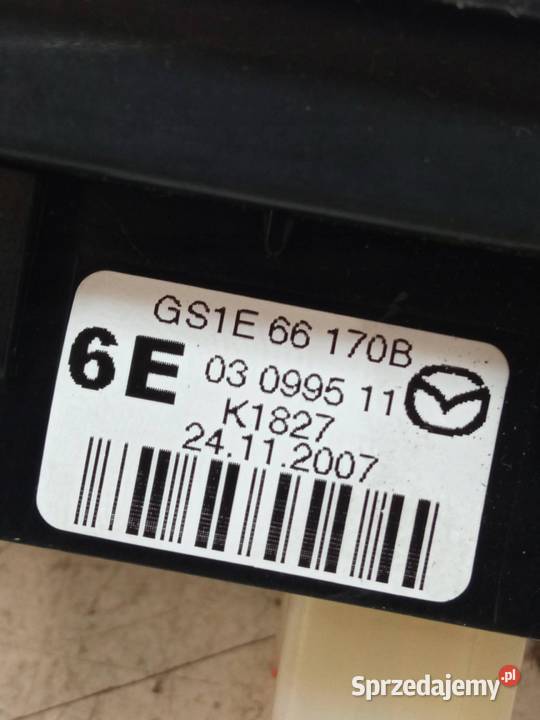 GS1E 66 170B
6E
03 0995 11
K1827
24.11.2007
Sprzedajemy.pl